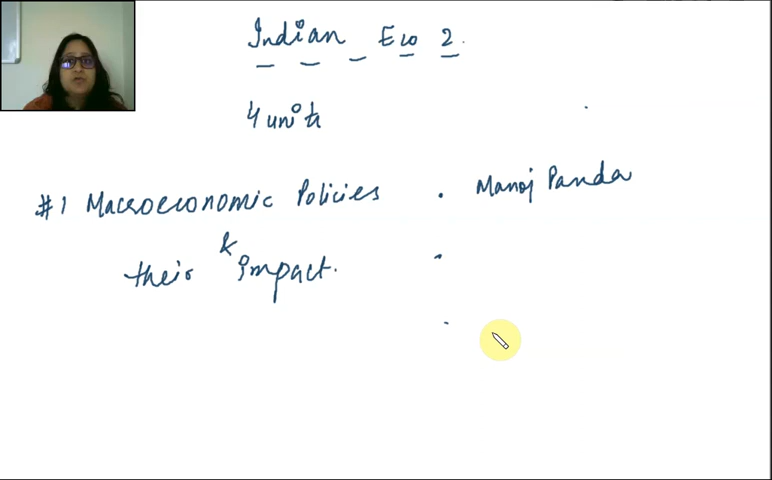 Indian Eco 2.
4 units
#1 Macroeconomic Policies
& their impact.
. Manoj Panda
.
.